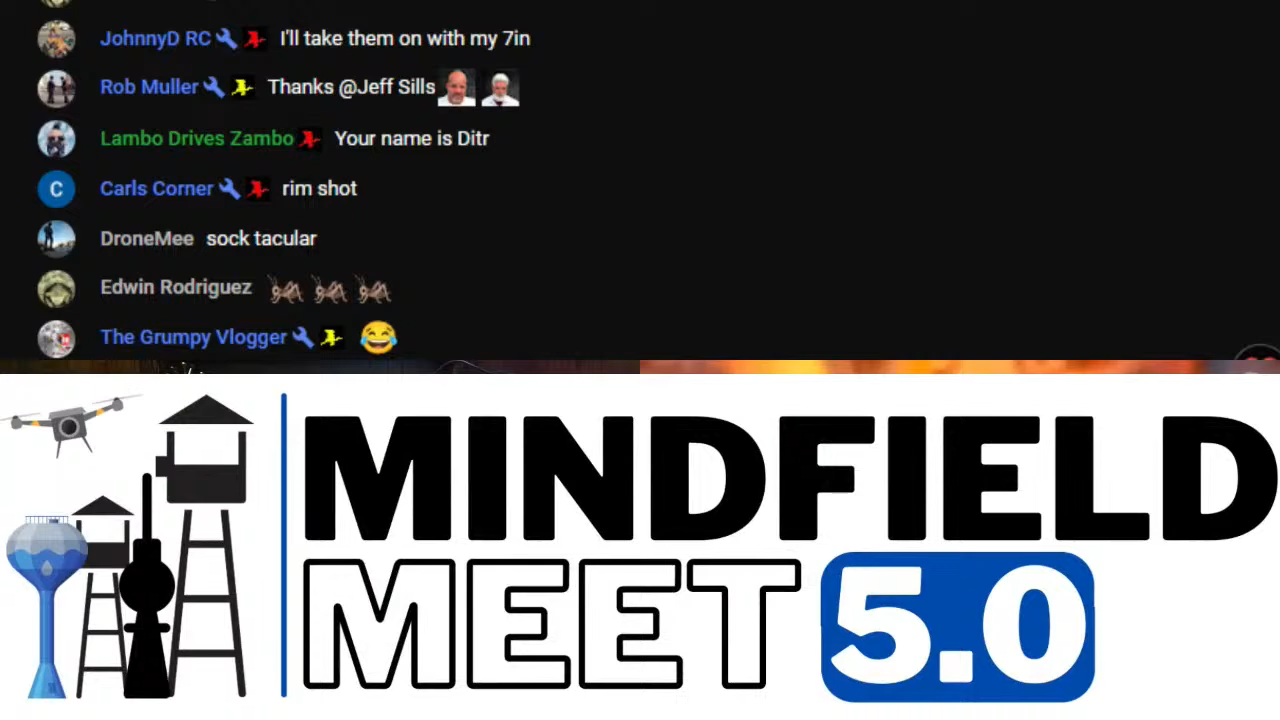 JohnnyD RC I'll take them on with my 7in
Rob Muller Thanks @Jeff Sills
Lambo Drives Zambo Your name is Ditr
C Carls Corner rim shot
DroneMee sock tacular
Edwin Rodriguez
The Grumpy Vlogger
MINDFIELD
MEET 5.0